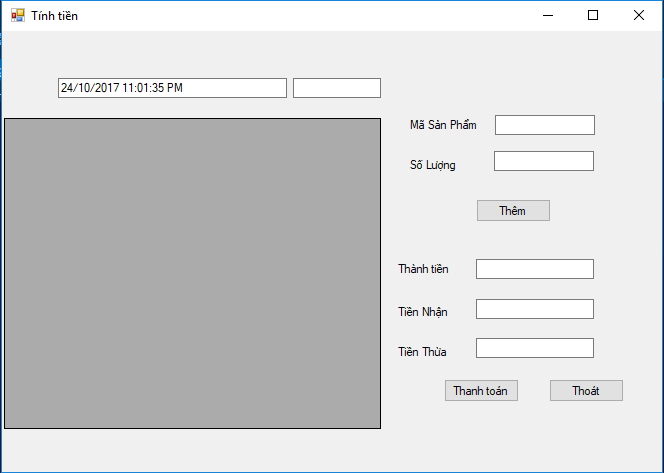 Tính tiền
24/10/2017 11:01:35 PM
Mã Sản Phẩm
Số Lượng
Thêm
Thành tiền
Tiền Nhận
Tiền Thừa
Thanh toán Thoát